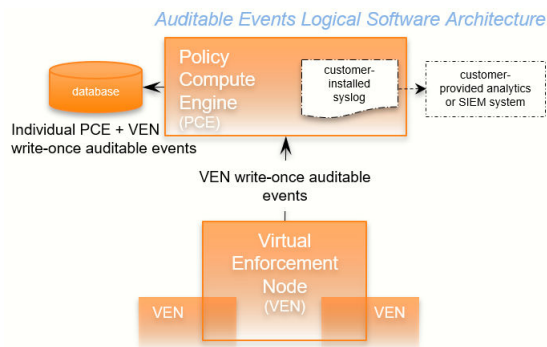 Auditable Events Logical Software Architecture
Policy
Compute
Engine
(PCE)
customer-
installed
syslog
customer-
provided analytics
or SIEM system
database
Individual PCE + VEN
write-once auditable events
VEN write-once auditable
events
Virtual
Enforcement
Node
(VEN)
VEN
VEN